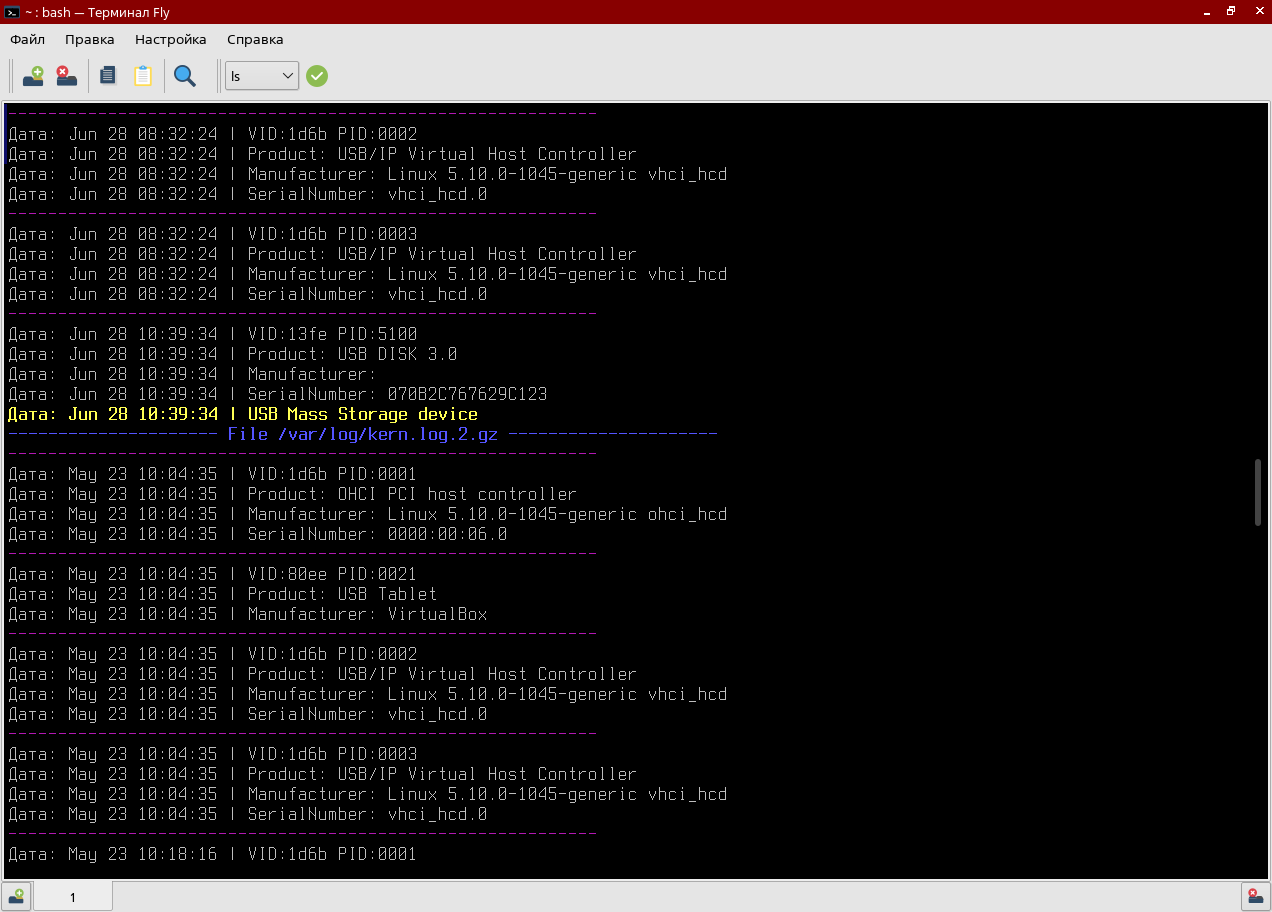 ~ : bash — Терминал Fly
Файл Правка Настройка Справка
ls
-----------------------------------------------------------
Дата: Jun 28 08:32:24 | VID:1d6b PID:0002
Дата: Jun 28 08:32:24 | Product: USB/IP Virtual Host Controller
Дата: Jun 28 08:32:24 | Manufacturer: Linux 5.10.0-1045-generic vhci_hcd
Дата: Jun 28 08:32:24 | SerialNumber: vhci_hcd.0
-----------------------------------------------------------
Дата: Jun 28 08:32:24 | VID:1d6b PID:0003
Дата: Jun 28 08:32:24 | Product: USB/IP Virtual Host Controller
Дата: Jun 28 08:32:24 | Manufacturer: Linux 5.10.0-1045-generic vhci_hcd
Дата: Jun 28 08:32:24 | SerialNumber: vhci_hcd.0
-----------------------------------------------------------
Дата: Jun 28 10:39:34 | VID:13fe PID:5100
Дата: Jun 28 10:39:34 | Product: USB DISK 3.0
Дата: Jun 28 10:39:34 | Manufacturer:
Дата: Jun 28 10:39:34 | SerialNumber: 070B2C767629C123
Дата: Jun 28 10:39:34 | USB Mass Storage device
--------------------- File /var/log/kern.log.2.gz ---------------------
-----------------------------------------------------------
Дата: May 23 10:04:35 | VID:1d6b PID:0001
Дата: May 23 10:04:35 | Product: OHCI PCI host controller
Дата: May 23 10:04:35 | Manufacturer: Linux 5.10.0-1045-generic ohci_hcd
Дата: May 23 10:04:35 | SerialNumber: 0000:00:06.0
-----------------------------------------------------------
Дата: May 23 10:04:35 | VID:80ee PID:0021
Дата: May 23 10:04:35 | Product: USB Tablet
Дата: May 23 10:04:35 | Manufacturer: VirtualBox
-----------------------------------------------------------
Дата: May 23 10:04:35 | VID:1d6b PID:0002
Дата: May 23 10:04:35 | Product: USB/IP Virtual Host Controller
Дата: May 23 10:04:35 | Manufacturer: Linux 5.10.0-1045-generic vhci_hcd
Дата: May 23 10:04:35 | SerialNumber: vhci_hcd.0
-----------------------------------------------------------
Дата: May 23 10:04:35 | VID:1d6b PID:0003
Дата: May 23 10:04:35 | Product: USB/IP Virtual Host Controller
Дата: May 23 10:04:35 | Manufacturer: Linux 5.10.0-1045-generic vhci_hcd
Дата: May 23 10:04:35 | SerialNumber: vhci_hcd.0
-----------------------------------------------------------
Дата: May 23 10:18:16 | VID:1d6b PID:0001
1